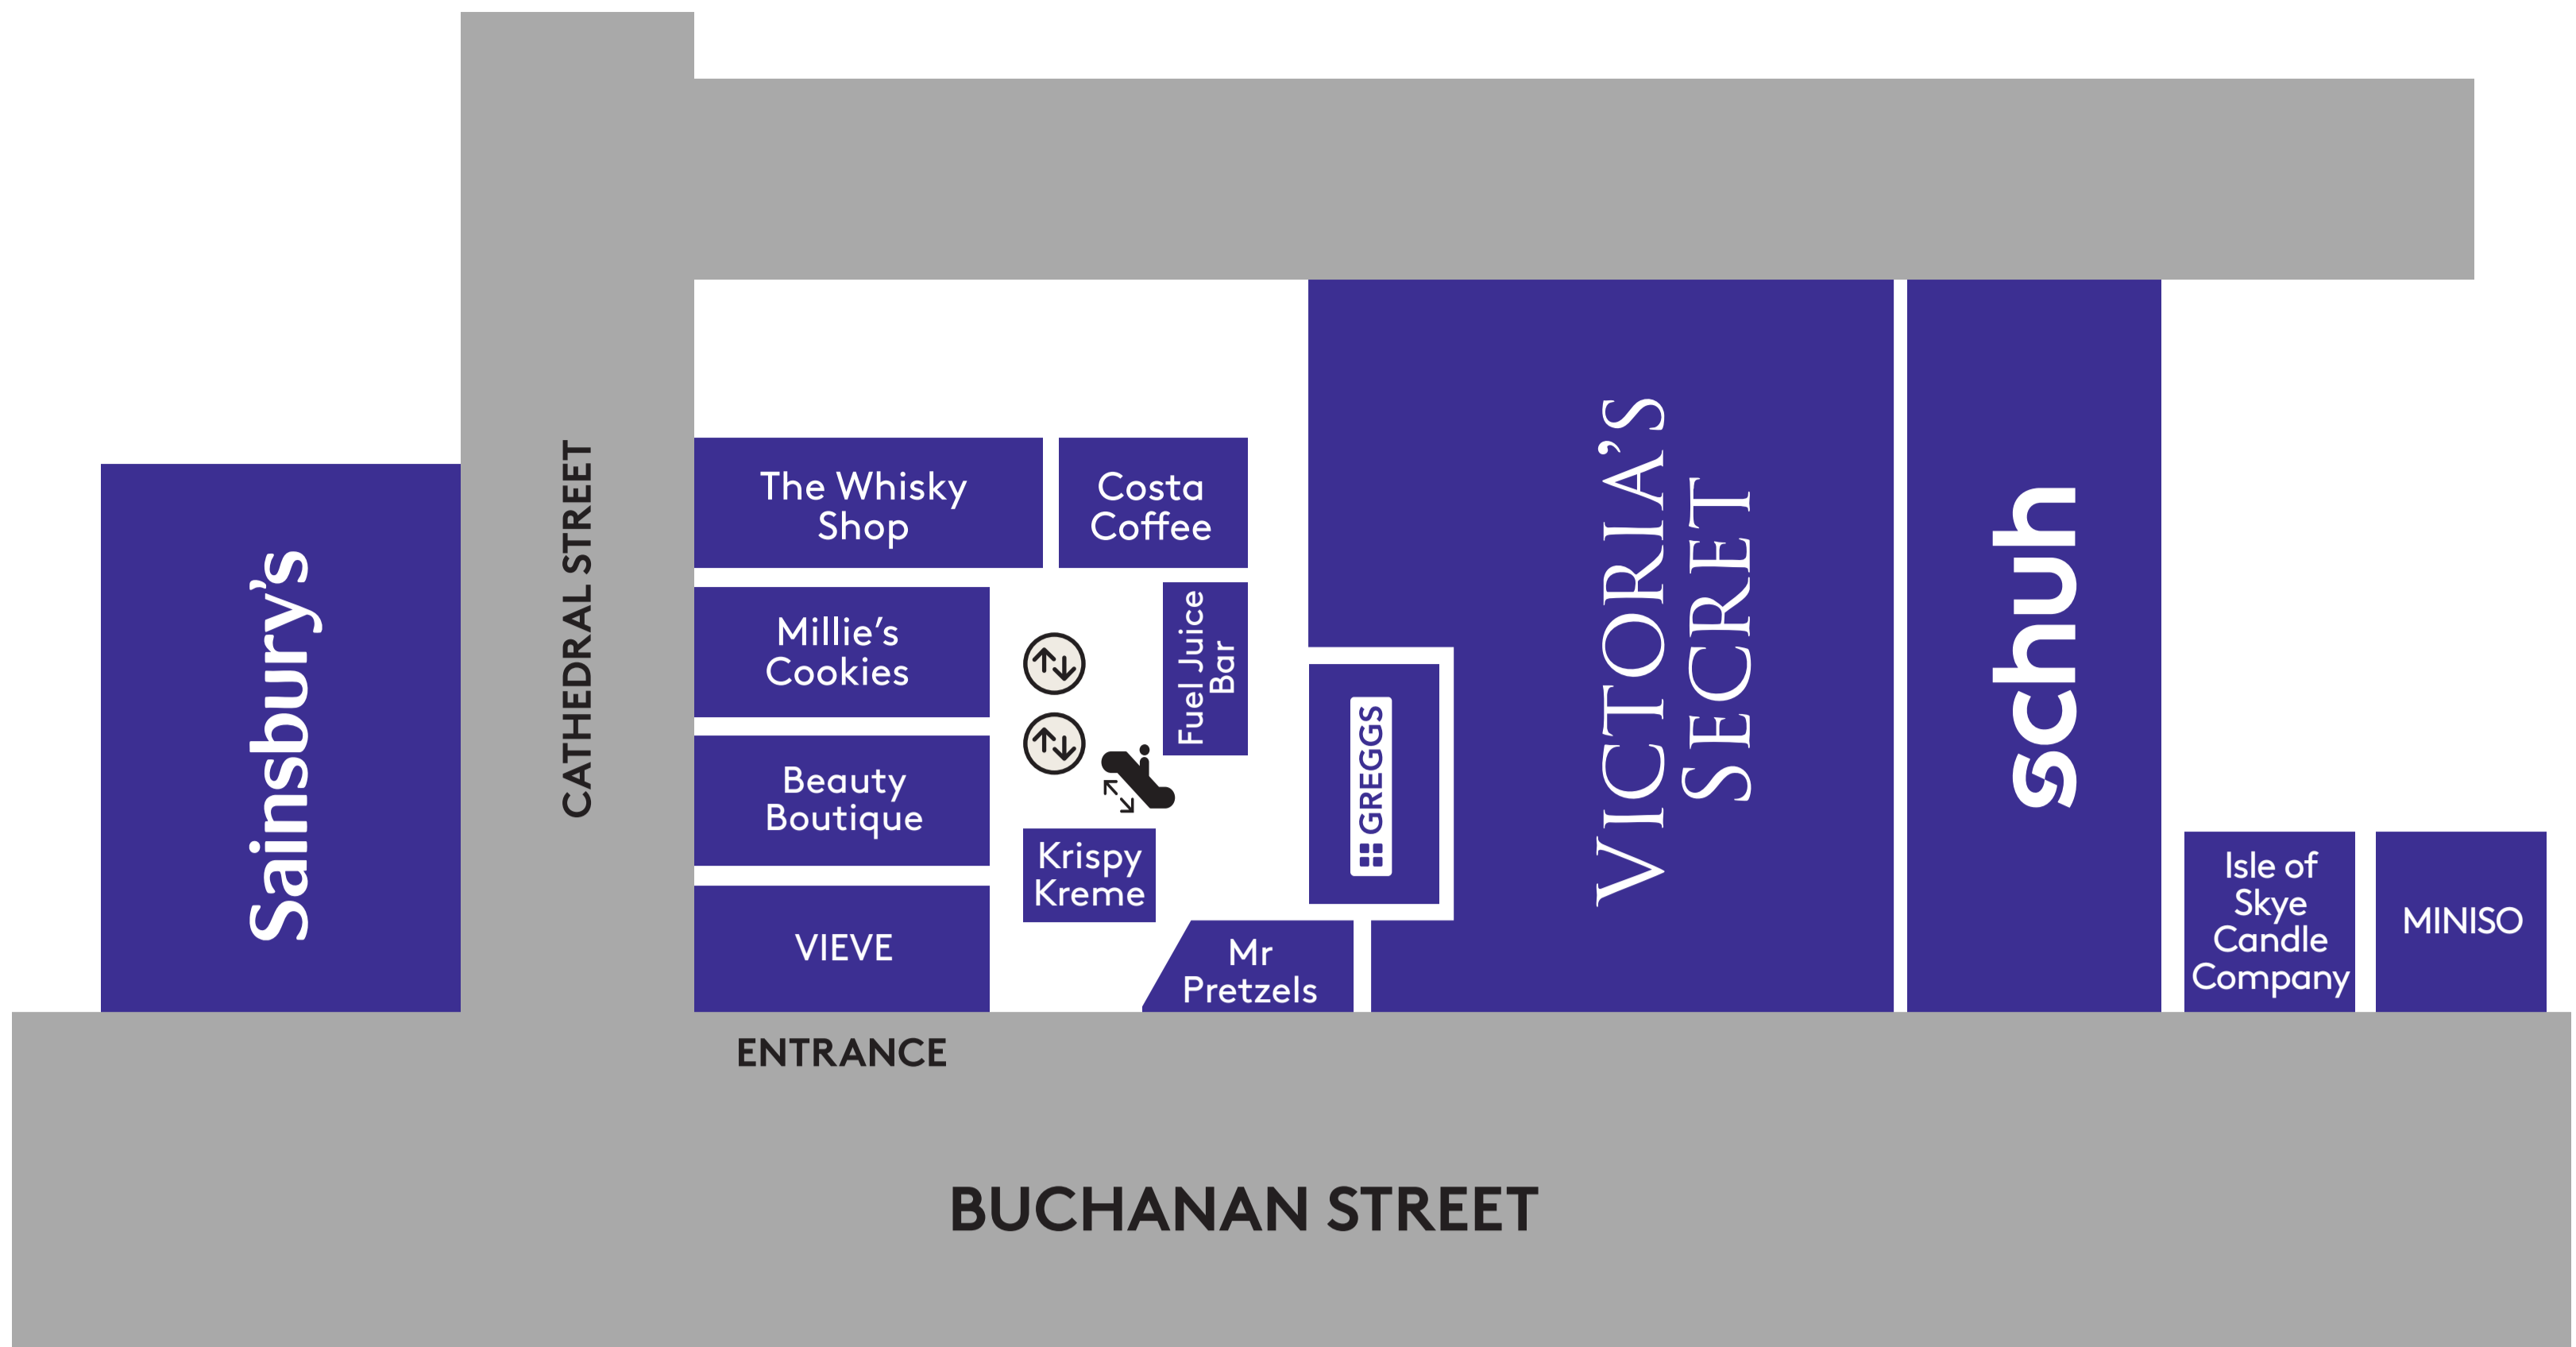 Sainsbury's
CATHEDRAL STREET
The Whisky
Shop
Costa
Coffee
Millie's
Cookies
Fuel Juice
Bar
Beauty
Boutique
Krispy
Kreme
VIEVE
Mr
Pretzels
GREGGS
VICTORIA'S
SECRET
schuh
Isle of
Skye
Candle
Company
MINISO
ENTRANCE
BUCHANAN STREET